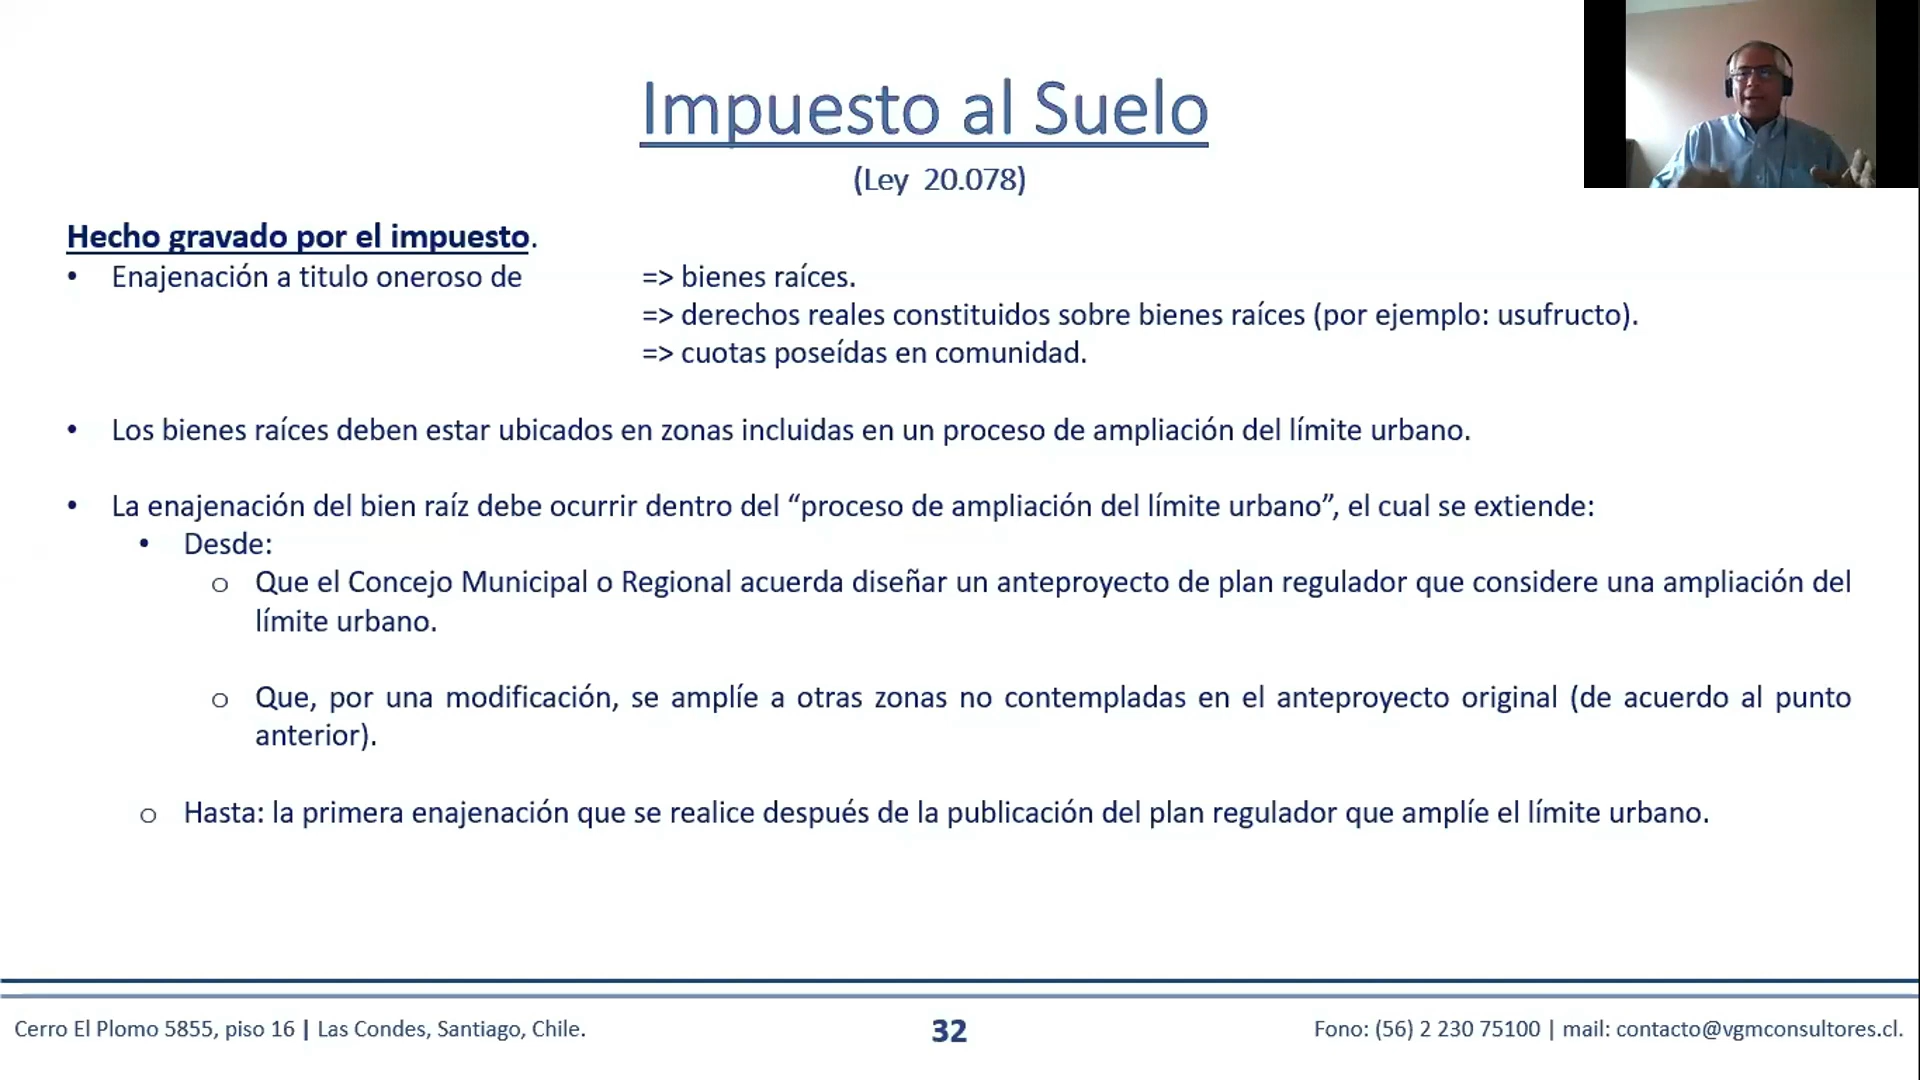 Impuesto al Suelo
(Ley 20.078)
Hecho gravado por el impuesto.
• Enajenación a titulo oneroso de => bienes raíces.
=> derechos reales constituidos sobre bienes raíces (por ejemplo: usufructo).
=> cuotas poseídas en comunidad.
• Los bienes raíces deben estar ubicados en zonas incluidas en un proceso de ampliación del límite urbano.
• La enajenación del bien raíz debe ocurrir dentro del “proceso de ampliación del límite urbano”, el cual se extiende:
• Desde:
o Que el Concejo Municipal o Regional acuerda diseñar un anteproyecto de plan regulador que considere una ampliación del
límite urbano.
o Que, por una modificación, se amplíe a otras zonas no contempladas en el anteproyecto original (de acuerdo al punto
anterior).
o Hasta: la primera enajenación que se realice después de la publicación del plan regulador que amplíe el límite urbano.
Cerro El Plomo 5855, piso 16 | Las Condes, Santiago, Chile.
32
Fono: (56) 2 230 75100 | mail: contacto@vgmconsultores.cl.